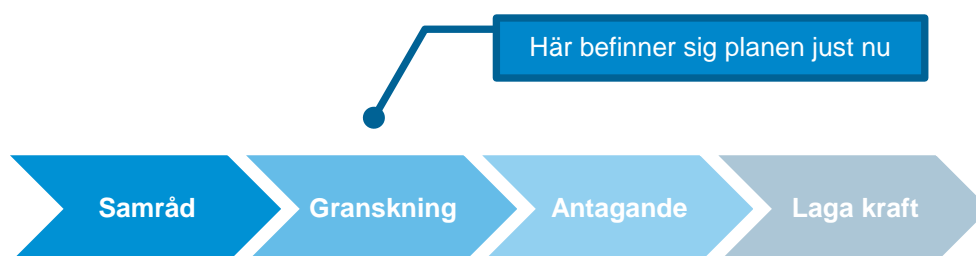 Här befinner sig planen just nu
Samråd
Granskning
Antagande
Laga kraft